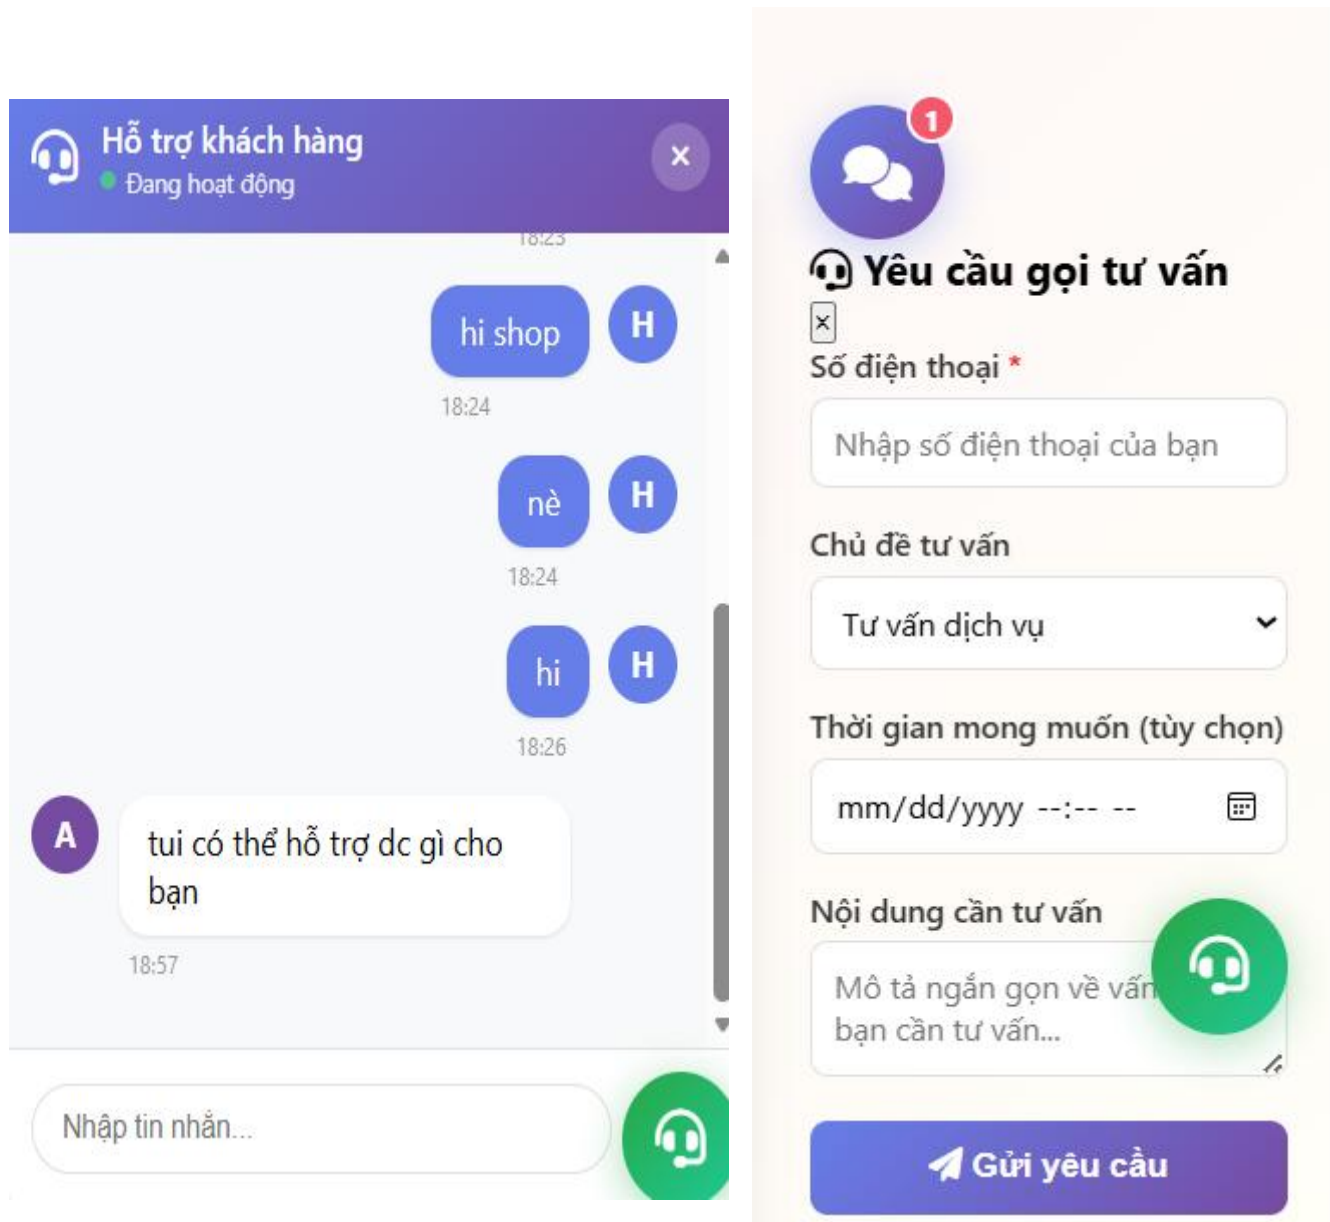 Hỗ trợ khách hàng
Đang hoạt động
18:23
hi shop
H
18:24
nè
H
18:24
hi
H
18:26
A
tui có thể hỗ trợ dc gì cho
bạn
18:57
Nhập tin nhắn...
1
Yêu cầu gọi tư vấn
×
Số điện thoại *
Nhập số điện thoại của bạn
Chủ đề tư vấn
Tư vấn dịch vụ
Thời gian mong muốn (tùy chọn)
mm/dd/yyyy --:-- --
Nội dung cần tư vấn
Mô tả ngắn gọn về vấn
bạn cần tư vấn...
Gửi yêu cầu